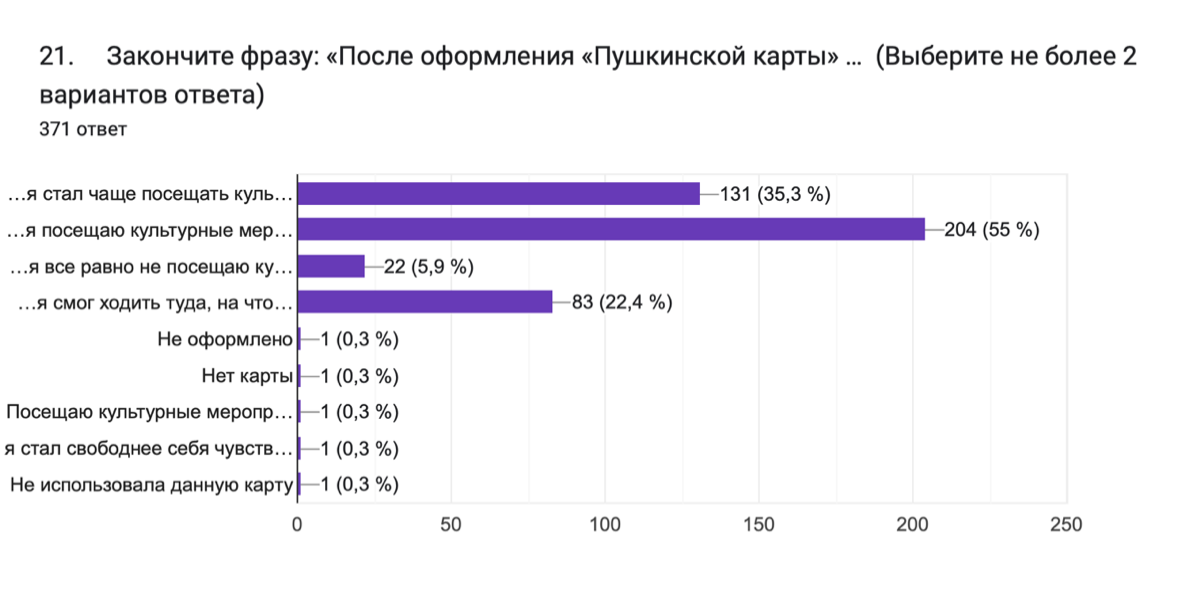 21. Закончите фразу: «После оформления «Пушкинской карты» ... (Выберите не более 2
вариантов ответа)
371 ответ
...я стал чаще посещать куль... 131 (35,3 %)
...я посещаю культурные мер... 204 (55 %)
...я все равно не посещаю ку... 22 (5,9 %)
...я смог ходить туда, на что... 83 (22,4 %)
Не оформлено 1 (0,3 %)
Нет карты 1 (0,3 %)
Посещаю культурные меропр... 1 (0,3 %)
я стал свободнее себя чувств... 1 (0,3 %)
Не использовала данную карту 1 (0,3 %)
0 50 100 150 200 250